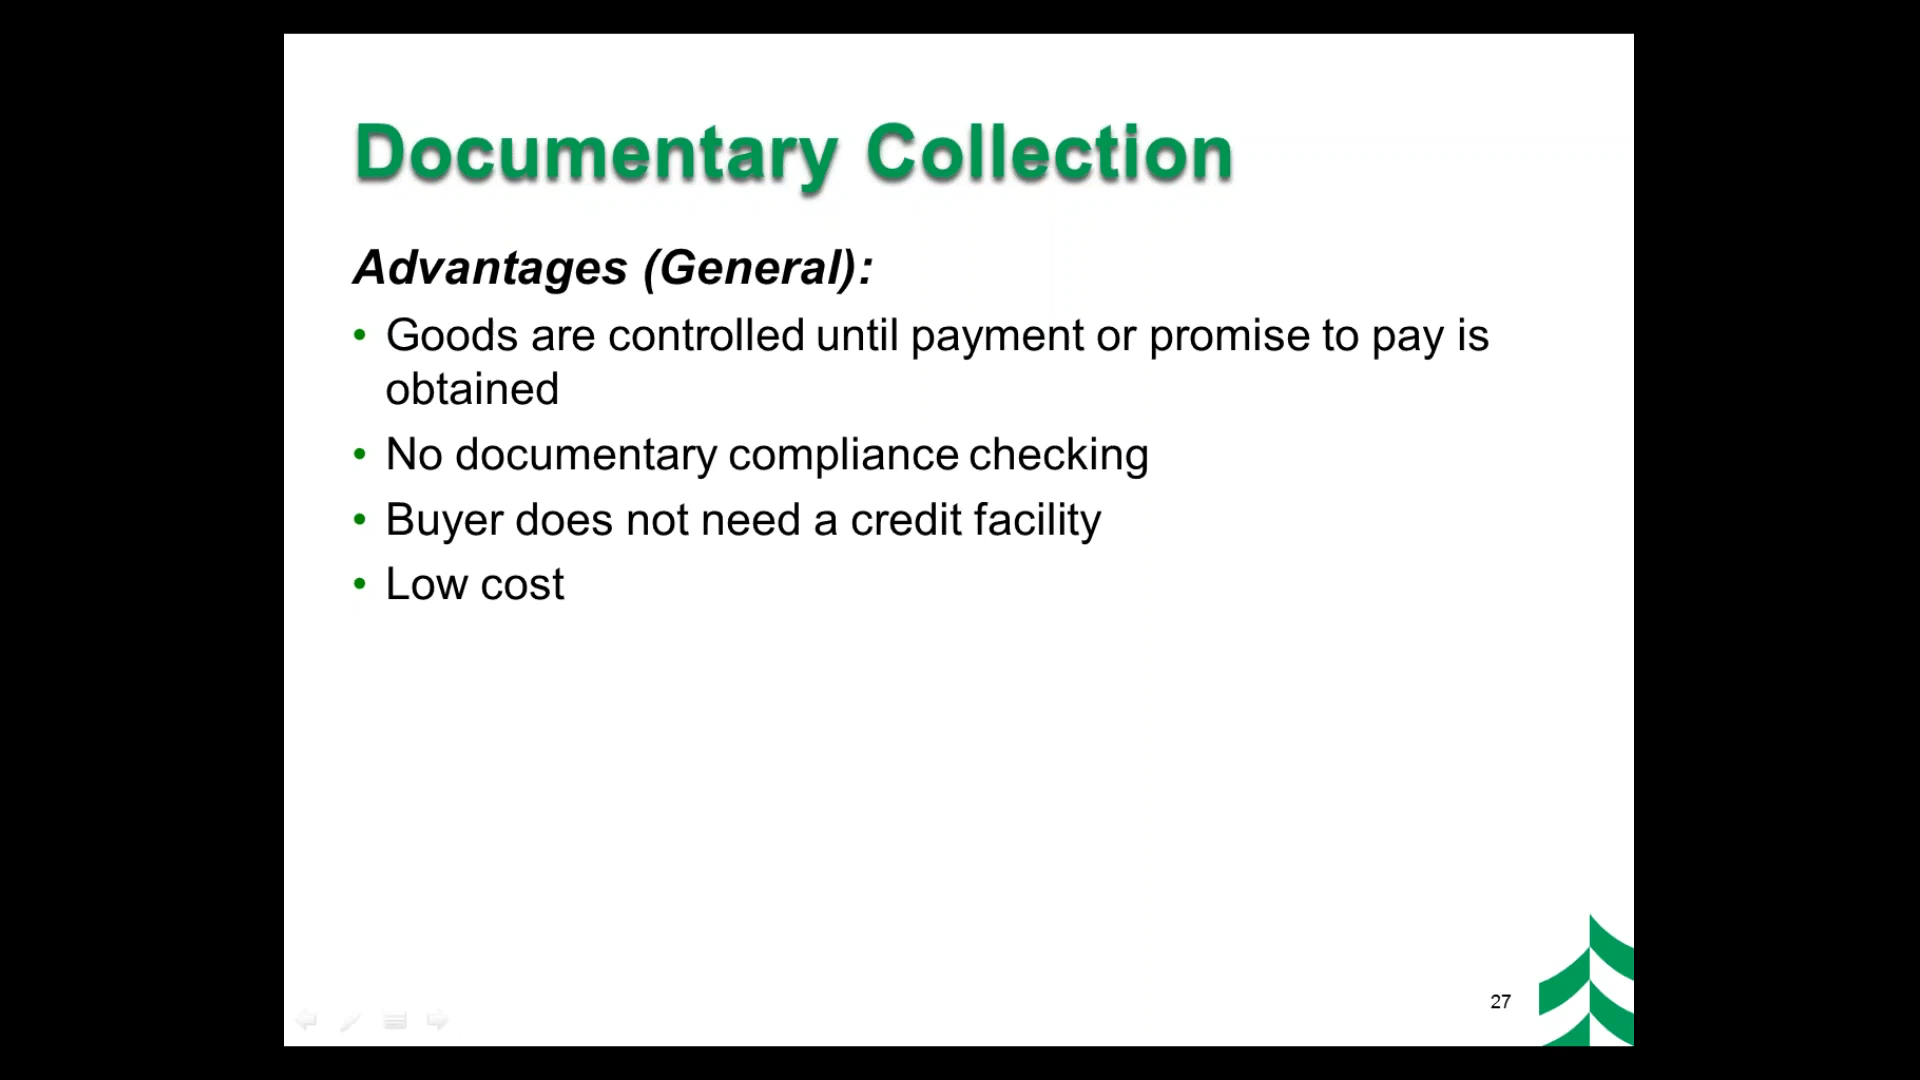 Documentary Collection
Advantages (General):
• Goods are controlled until payment or promise to pay is
obtained
• No documentary compliance checking
• Buyer does not need a credit facility
• Low cost
27